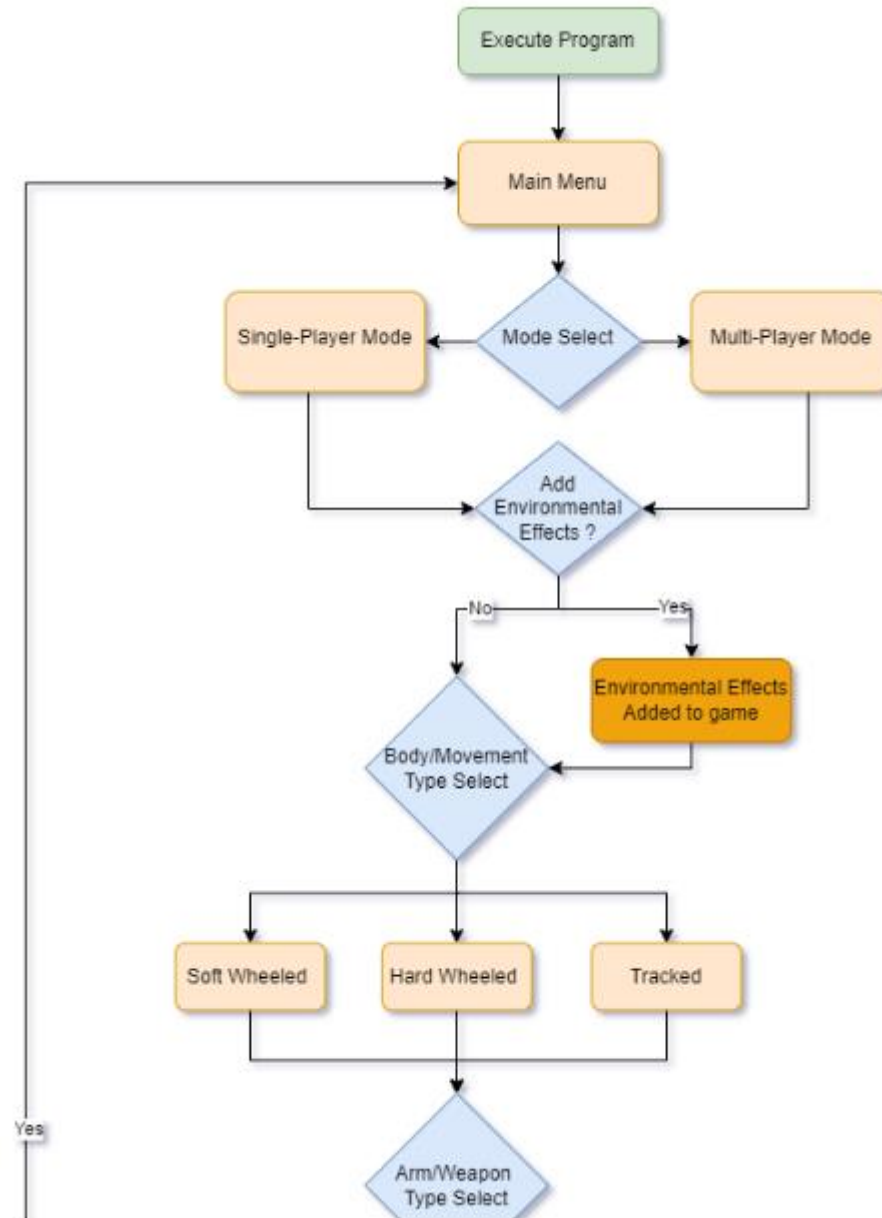 Execute Program
Main Menu
Single-Player Mode
Mode Select
Multi-Player Mode
Add
Environmental
Effects ?
No
Yes
Environmental Effects
Added to game
Body/Movement
Type Select
Soft Wheeled
Hard Wheeled
Tracked
Yes
Arm/Weapon
Type Select